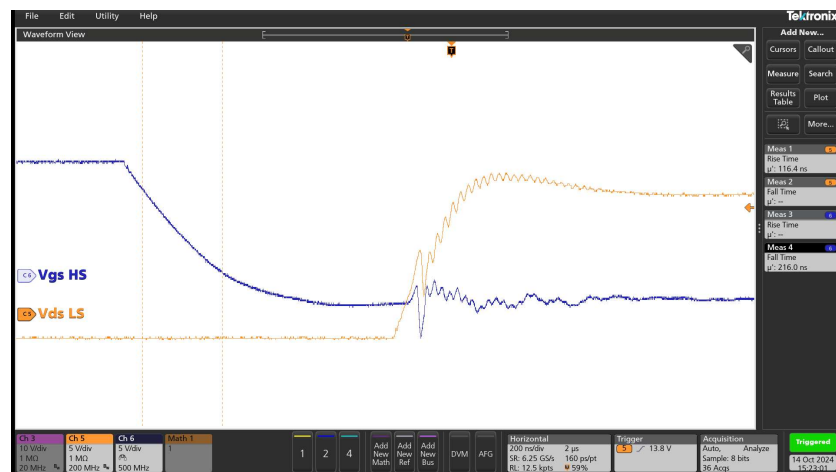 File Edit Utility Help
Tektronix
Waveform View
Add New...
T
Cursors Callout
Measure Search
Results Table Plot
More...
Meas 1 5
Rise Time
µ': 116.4 ns
Meas 2 5
Fall Time
µ': --
Meas 3 6
Rise Time
µ': --
Meas 4 6
Fall Time
µ': 216.0 ns
C6 Vgs HS
C5 Vds LS
Ch 3
10 V/div
1 MΩ
20 MHz
Ch 5
5 V/div
1 MΩ
200 MHz
Ch 6
5 V/div
500 MHz
Math 1
1
1 2 4
Add New Math
Add New Ref
Add New Bus
DVM AFG
Horizontal
200 ns/div 2 µs
SR: 6.25 GS/s 160 ps/pt
RL: 12.5 kpts 59%
Trigger
5 13.8 V
Acquisition
Auto, Analyze
Sample: 8 bits
36 Acqs
Triggered
14 Oct 2024
15:23:01